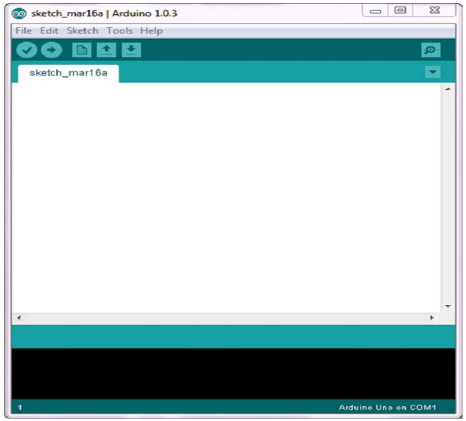 sketch_mar16a | Arduino 1.0.3
File Edit Sketch Tools Help
sketch_mar16a
1 Arduino Uno on COM1